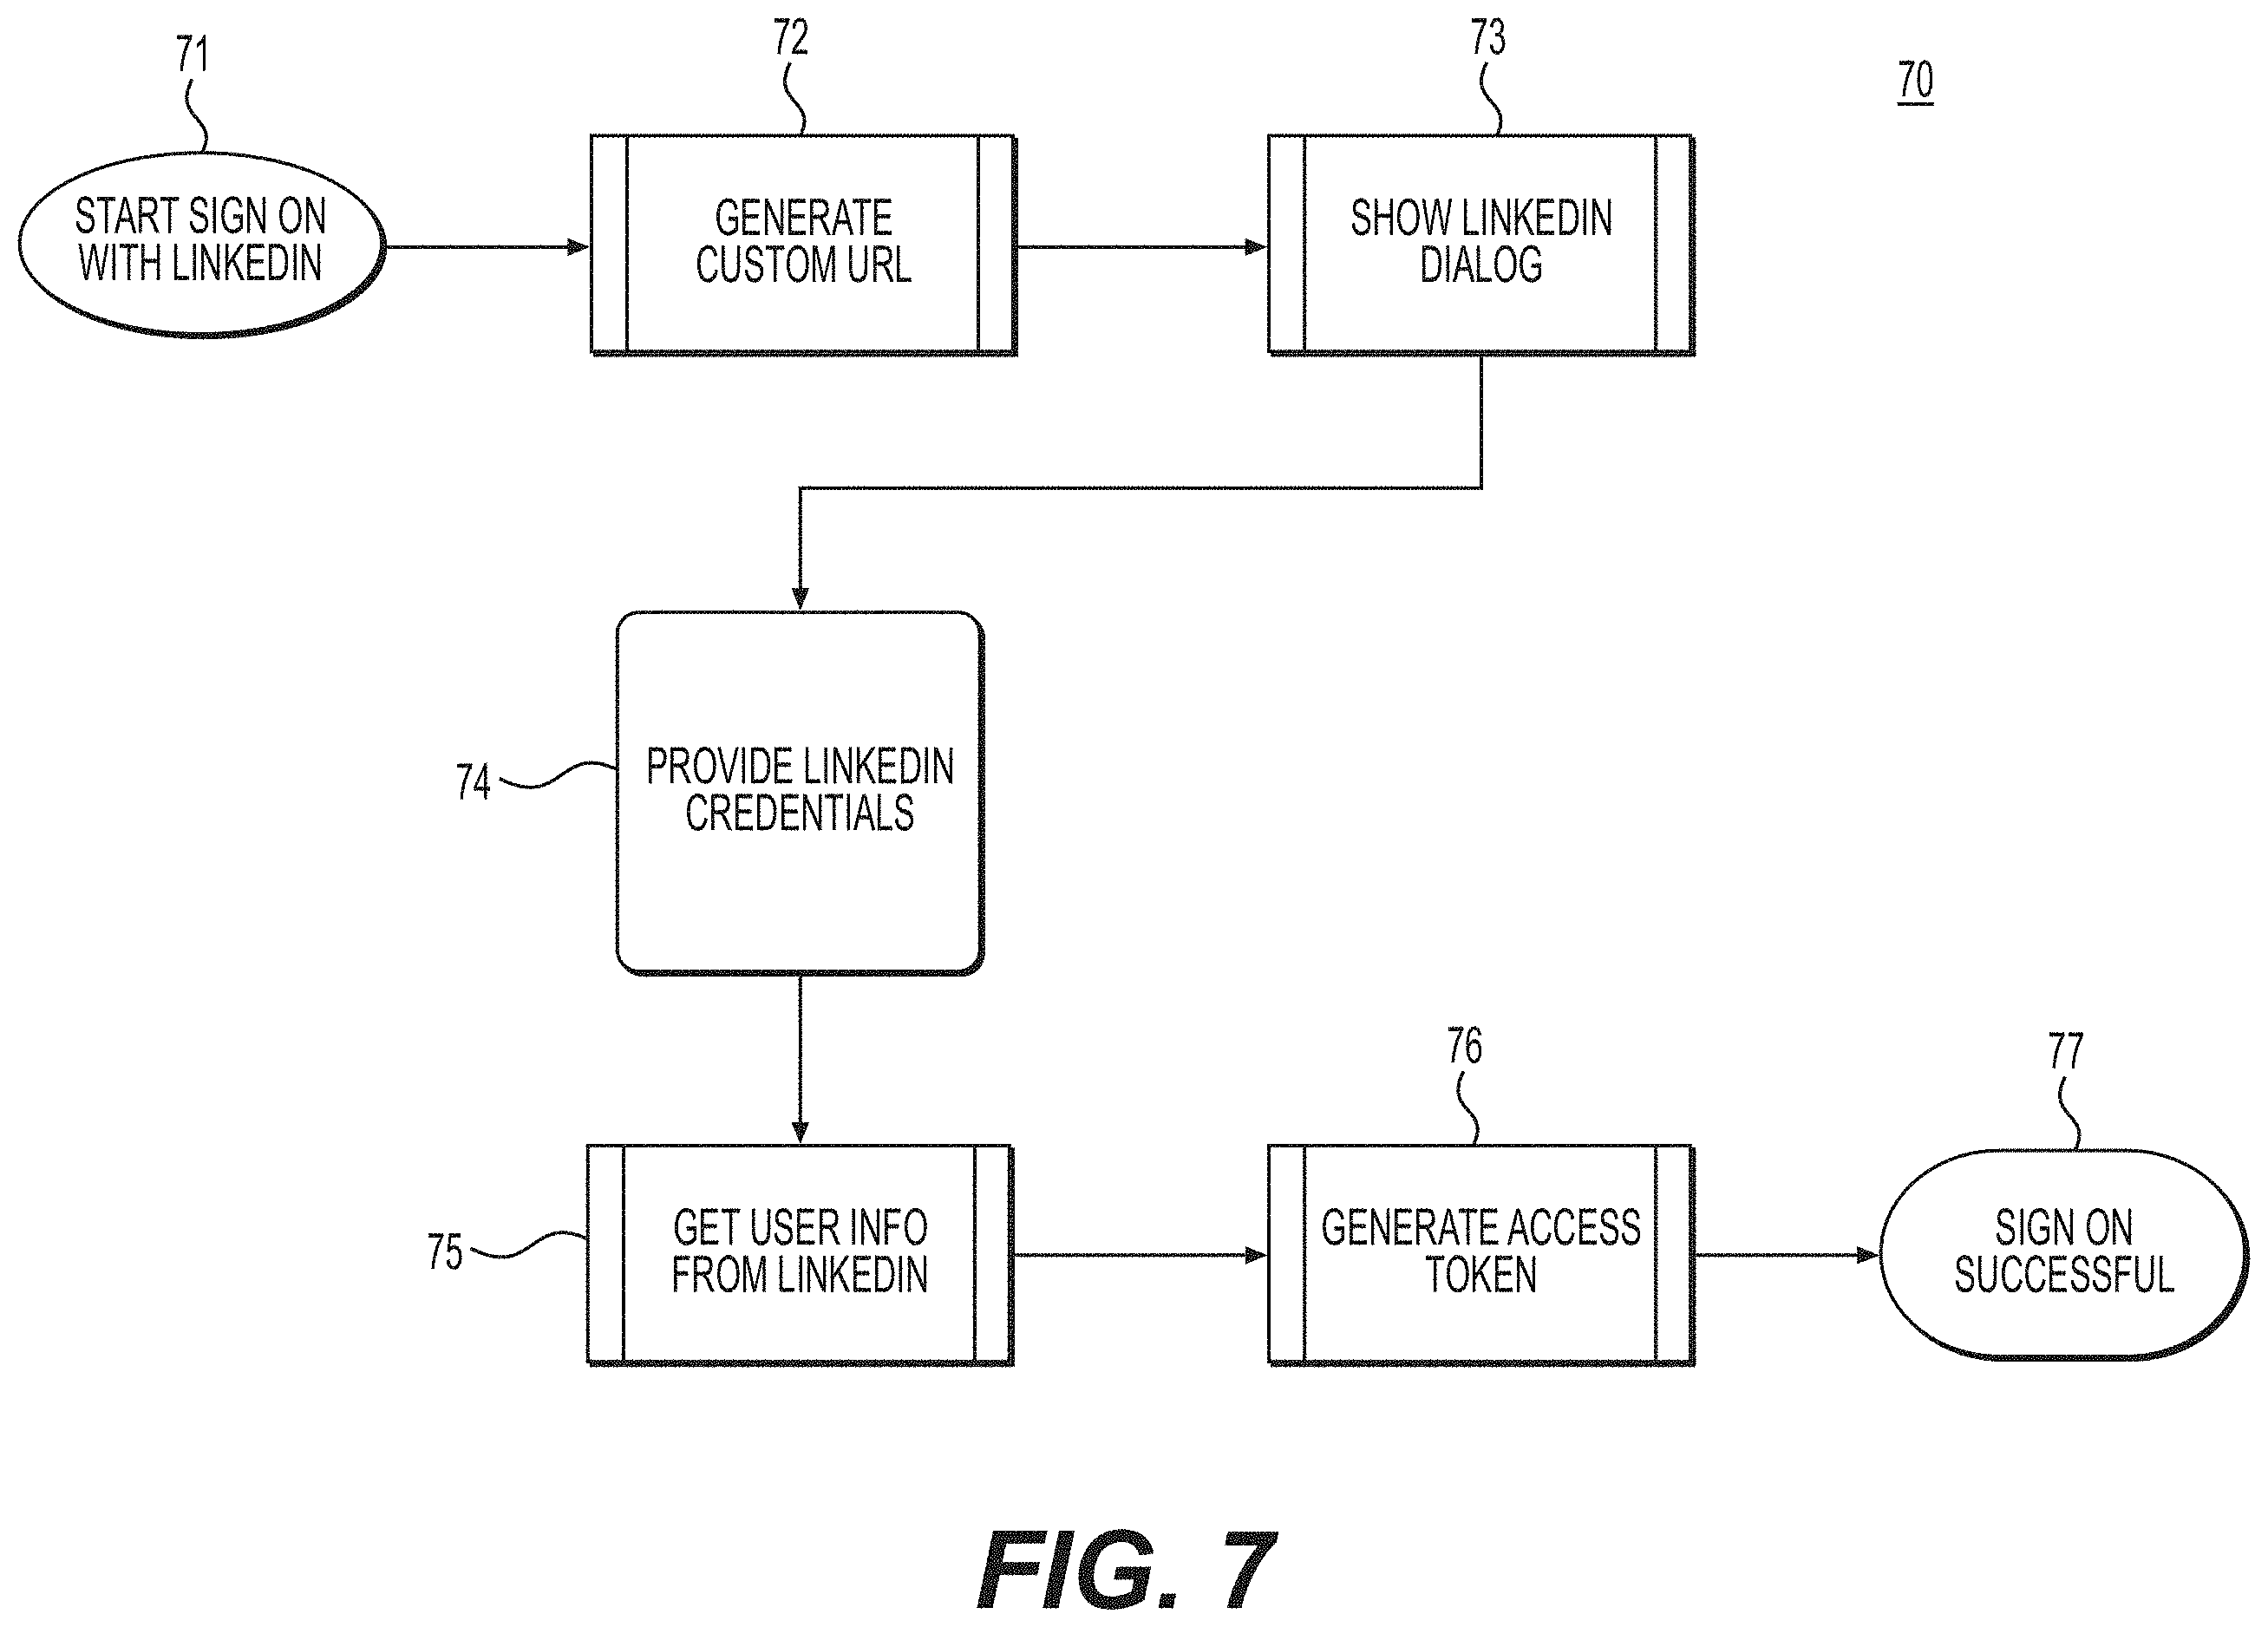 71
72
73
70
START SIGN ON
WITH LINKEDIN
GENERATE
CUSTOM URL
SHOW LINKEDIN
DIALOG
74
PROVIDE LINKEDIN
CREDENTIALS
76
77
75
GET USER INFO
FROM LINKEDIN
GENERATE ACCESS
TOKEN
SIGN ON
SUCCESSFUL
FIG. 7